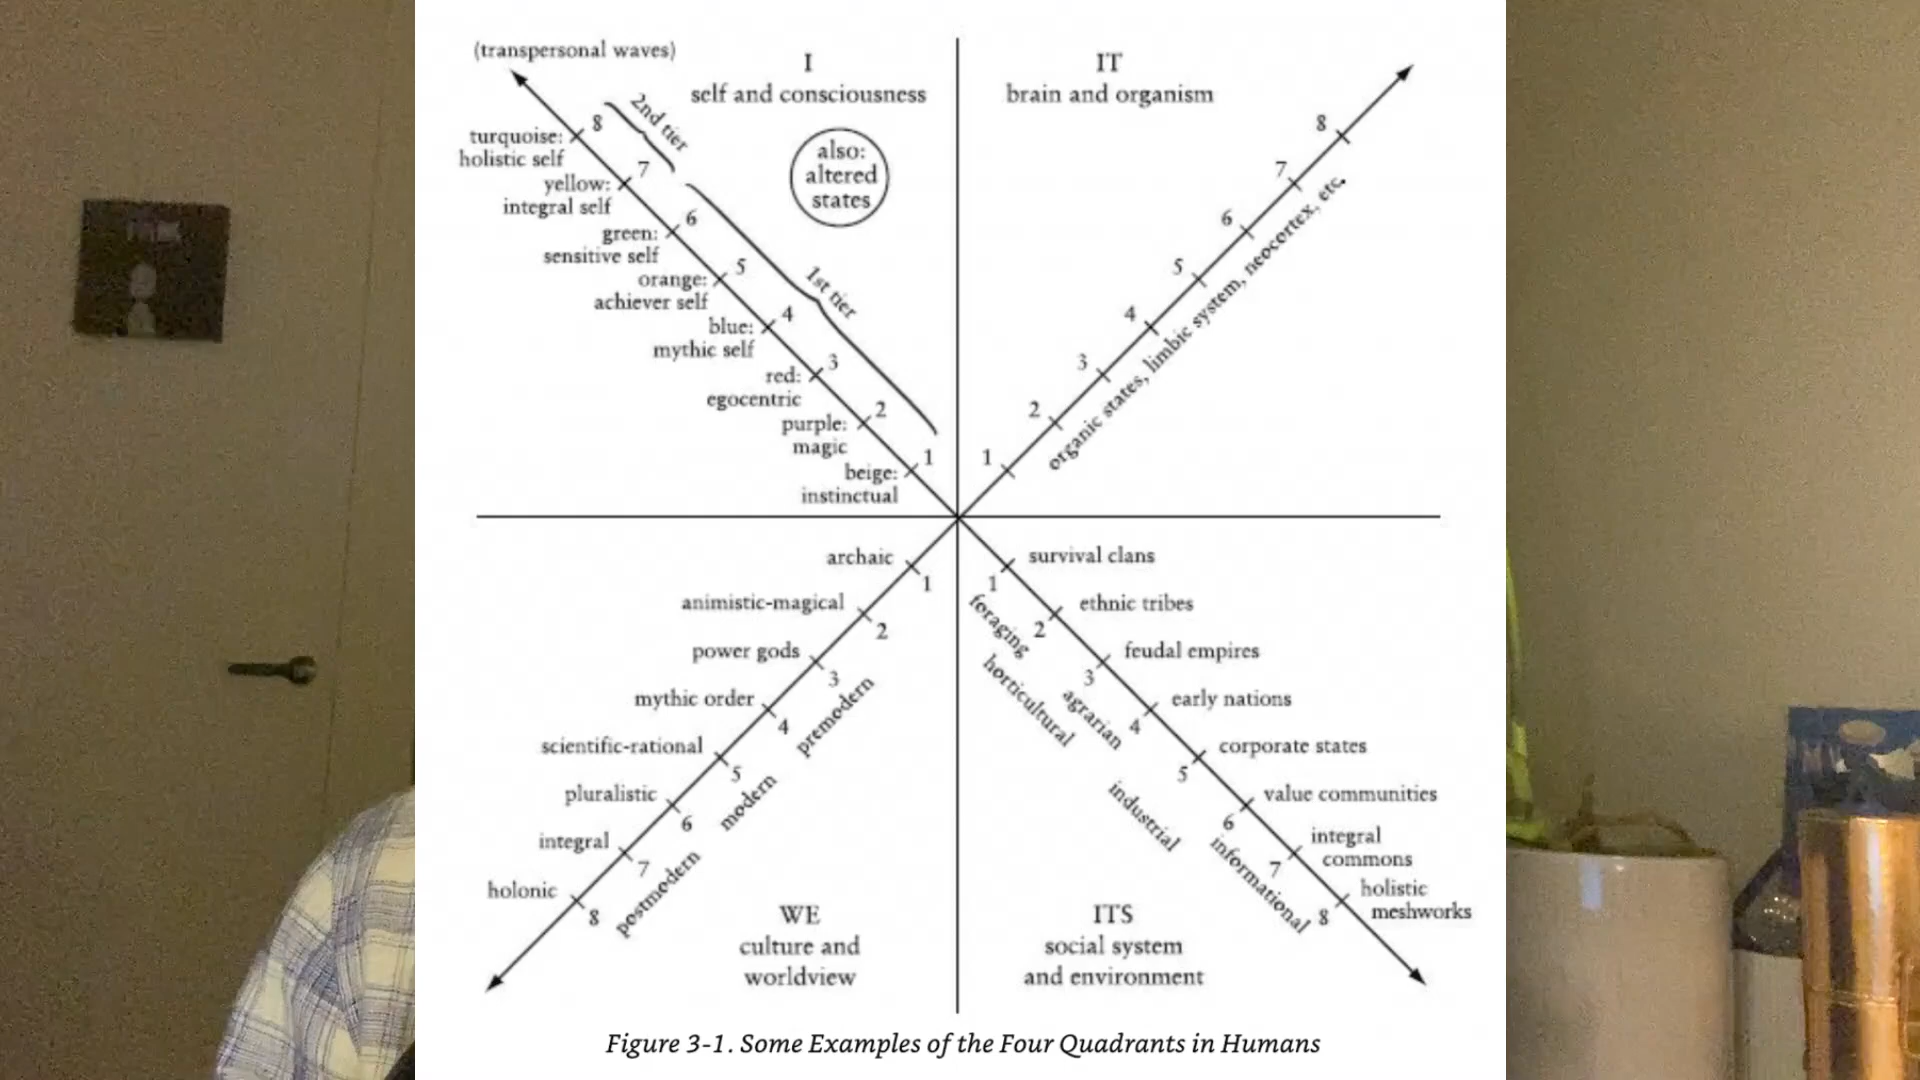 (transpersonal waves)
I
self and consciousness
also:
altered
states
2nd tier
1st tier
8
turquoise:
holistic self
7
yellow:
integral self
6
green:
sensitive self
5
orange:
achiever self
4
blue:
mythic self
3
red:
egocentric
2
purple:
magic
1
beige:
instinctual
IT
brain and organism
8
7
6
5
4
3
2
1
organic states, limbic system, neocortex, etc.
archaic
1
animistic-magical
2
power gods
3
mythic order
4
scientific-rational
5
pluralistic
6
integral
7
holonic
8
premodern
modern
postmodern
WE
culture and
worldview
survival clans
1
ethnic tribes
2
feudal empires
3
early nations
4
corporate states
5
value communities
6
integral
commons
7
holistic
meshworks
8
foraging
horticultural
agrarian
industrial
informational
ITS
social system
and environment
Figure 3-1. Some Examples of the Four Quadrants in Humans